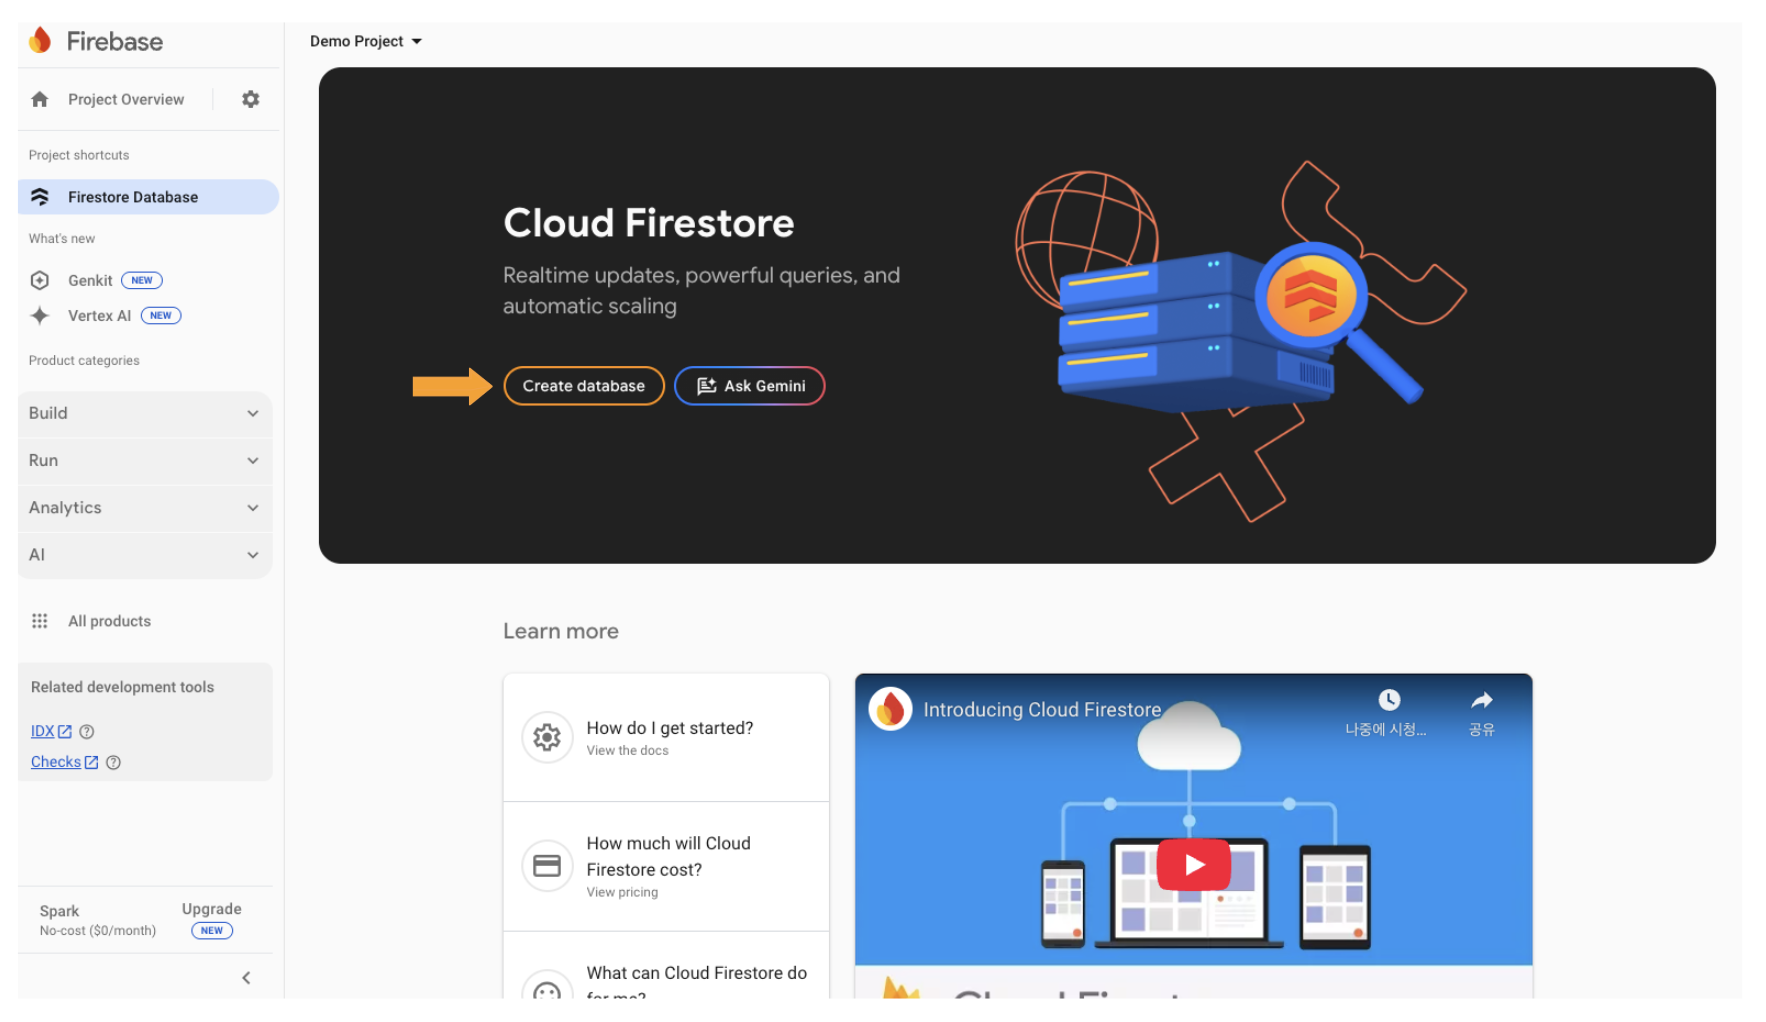 Firebase
Demo Project
Project Overview
Project shortcuts
Firestore Database
What's new
Genkit NEW
Vertex AI NEW
Product categories
Build
Run
Analytics
AI
All products
Related development tools
IDX
Checks
Spark
No-cost ($0/month)
Upgrade
NEW
Cloud Firestore
Realtime updates, powerful queries, and
automatic scaling
Create database
Ask Gemini
Learn more
How do I get started?
View the docs
How much will Cloud
Firestore cost?
View pricing
What can Cloud Firestore do
for me?
Introducing Cloud Firestore
나중에 시청...
공유